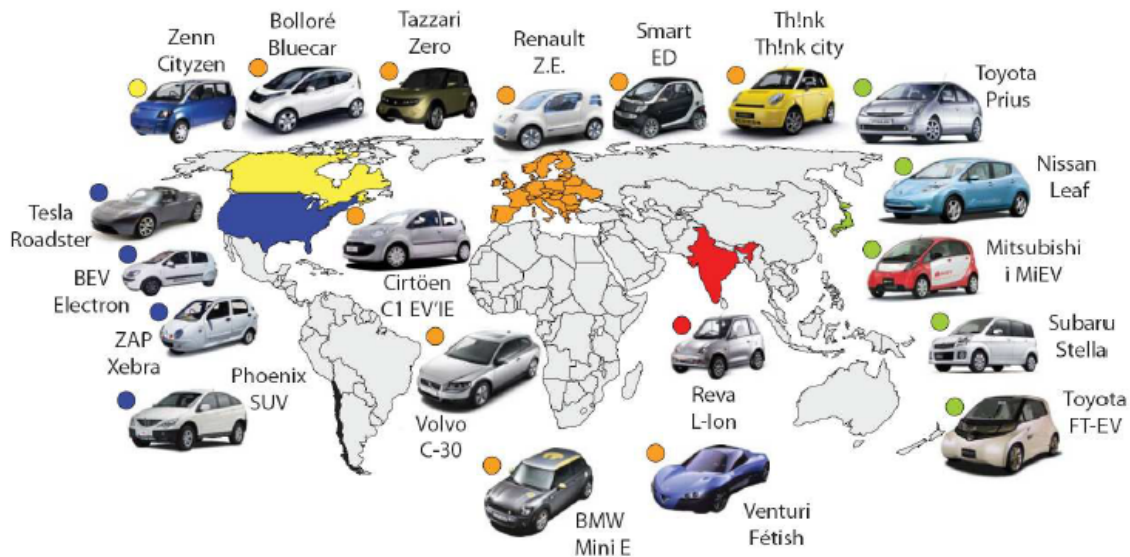 Zenn
Cityzen
Bolloré
Bluecar
Tazzari
Zero
Renault
Z.E.
Smart
ED
Th!nk
Th!nk city
Toyota
Prius
Nissan
Leaf
Tesla
Roadster
BEV
Electron
Cirtöen
C1 EV'IE
Mitsubishi
i MiEV
ZAP
Xebra
Subaru
Stella
Phoenix
SUV
Volvo
C-30
Reva
L-Ion
Toyota
FT-EV
BMW
Mini E
Venturi
Fétish